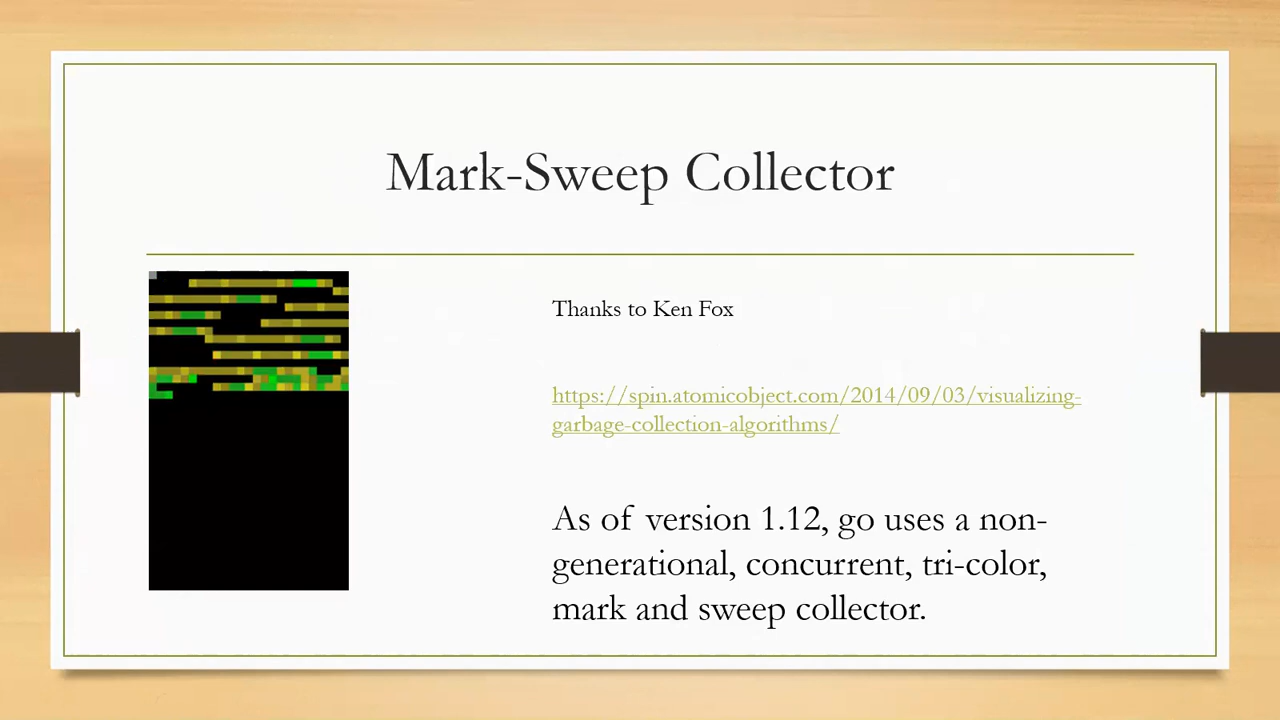 Mark-Sweep Collector
Thanks to Ken Fox
https://spin.atomicobject.com/2014/09/03/visualizing-
garbage-collection-algorithms/
As of version 1.12, go uses a non-
generational, concurrent, tri-color,
mark and sweep collector.